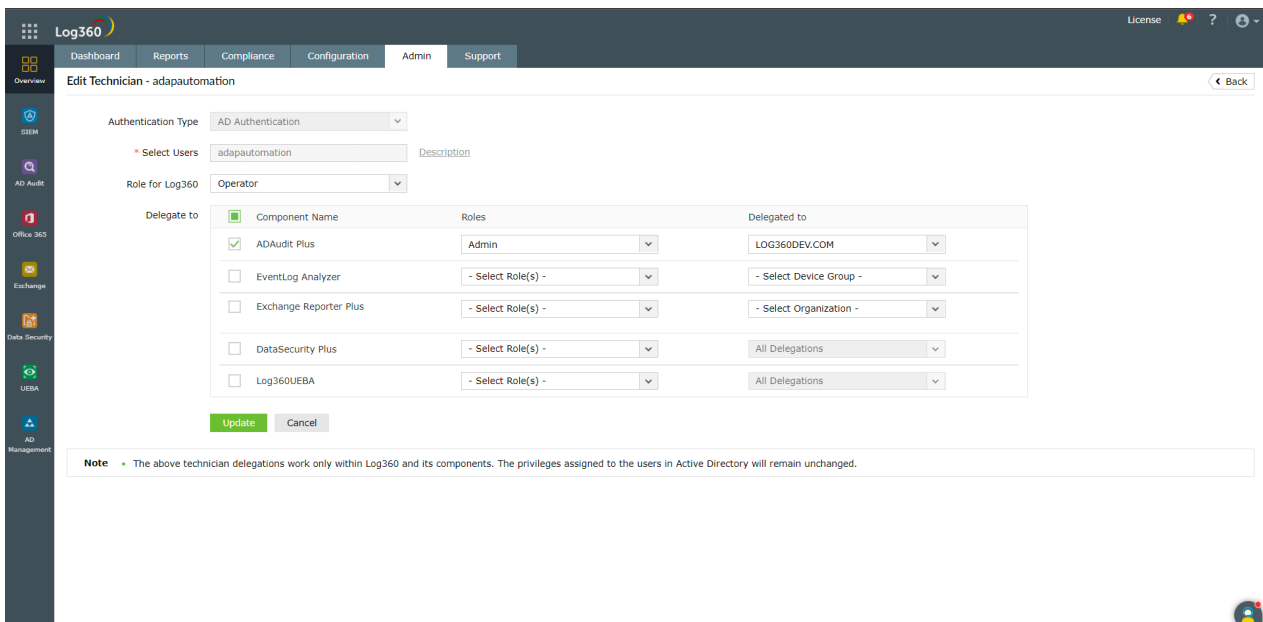 Log360
License 6 ?
Dashboard Reports Compliance Configuration Admin Support
Overview
SIEM
AD Audit
Office 365
Exchange
Data Security
UEBA
AD
Management
Edit Technician - adapautomation
Back
Authentication Type AD Authentication
* Select Users adapautomation Description
Role for Log360 Operator
Delegate to Component Name Roles Delegated to
ADAudit Plus Admin LOG360DEV.COM
EventLog Analyzer - Select Role(s) - - Select Device Group -
Exchange Reporter Plus - Select Role(s) - - Select Organization -
DataSecurity Plus - Select Role(s) - All Delegations
Log360UEBA - Select Role(s) - All Delegations
Update Cancel
Note • The above technician delegations work only within Log360 and its components. The privileges assigned to the users in Active Directory will remain unchanged.